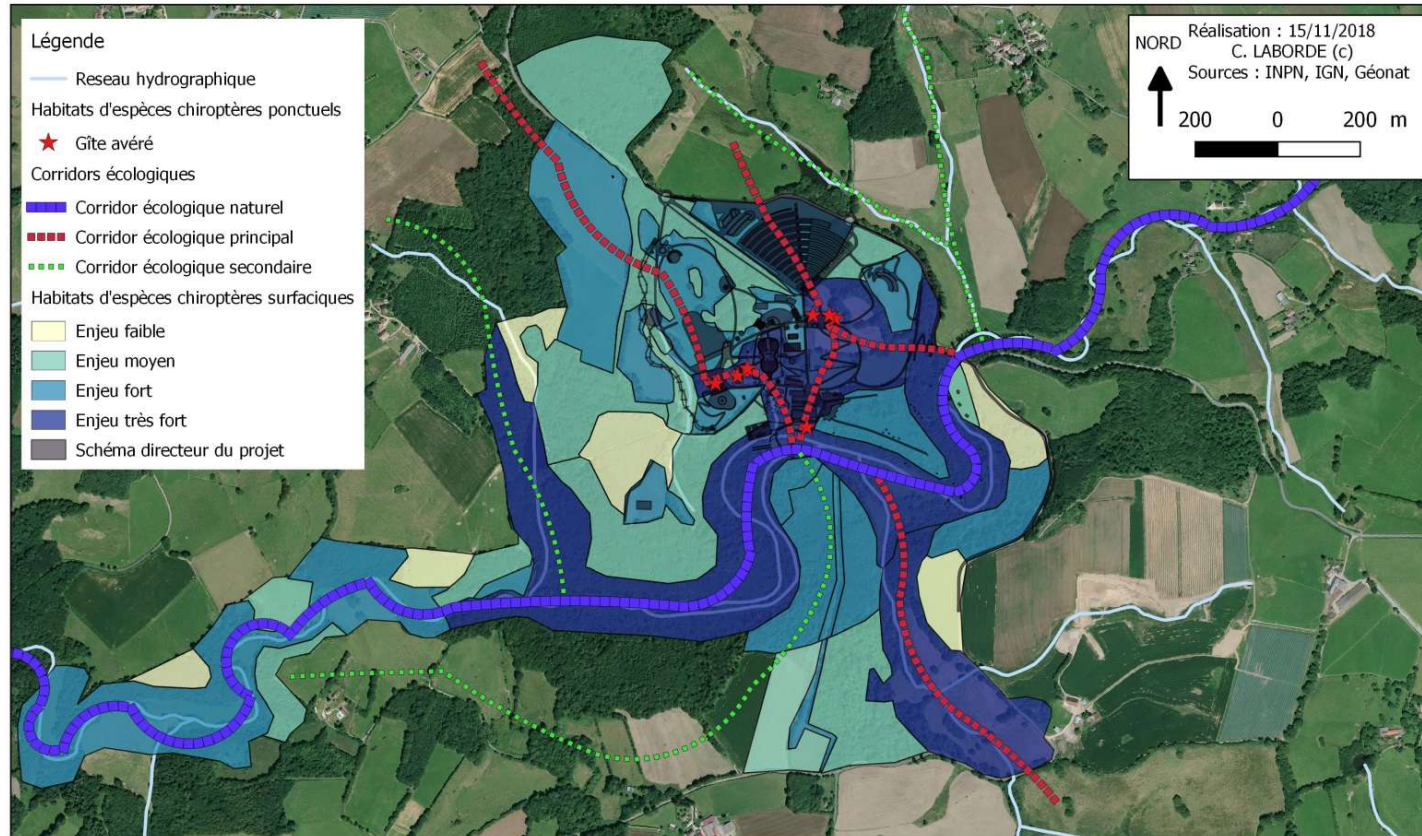 Légende
Reseau hydrographique
Habitats d'espèces chiroptères ponctuels
Gîte avéré
Corridors écologiques
Corridor écologique naturel
Corridor écologique principal
Corridor écologique secondaire
Habitats d'espèces chiroptères surfaciques
Enjeu faible
Enjeu moyen
Enjeu fort
Enjeu très fort
Schéma directeur du projet
NORD
Réalisation : 15/11/2018
C. LABORDE (c)
Sources : INPN, IGN, Géonat
200 0 200 m